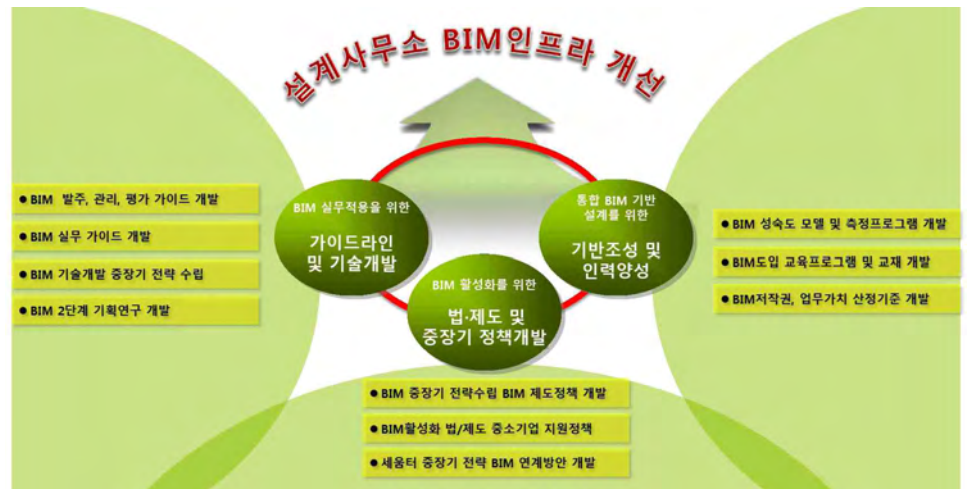 설계사무소 BIM인프라 개선
BIM 실무적용을 위한
가이드라인
및 기술개발
통합 BIM 기반
설계를 위한
기반조성 및
인력양성
BIM 활성화를 위한
법·제도 및
중장기 정책개발
● BIM 발주, 관리, 평가 가이드 개발
● BIM 실무 가이드 개발
● BIM 기술개발 중장기 전략 수립
● BIM 2단계 기획연구 개발
● BIM 성숙도 모델 및 측정프로그램 개발
● BIM도입 교육프로그램 및 교재 개발
● BIM저작권, 업무가치 산정기준 개발
● BIM 중장기 전략수립 BIM 제도정책 개발
● BIM활성화 법/제도 중소기업 지원정책
● 세움터 중장기 전략 BIM 연계방안 개발